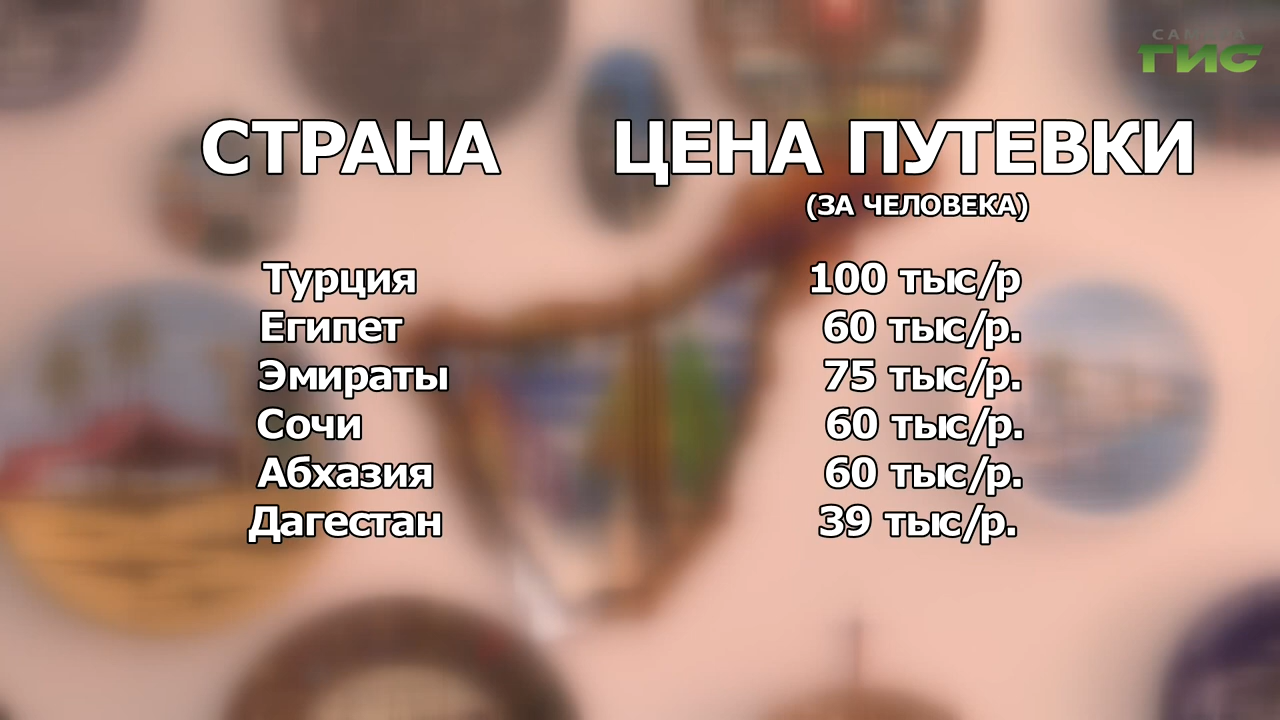 САМАРА
ГИС
СТРАНА ЦЕНА ПУТЕВКИ
(ЗА ЧЕЛОВЕКА)
Турция 100 тыс/р
Египет 60 тыс/р.
Эмираты 75 тыс/р.
Сочи 60 тыс/р.
Абхазия 60 тыс/р.
Дагестан 39 тыс/р.